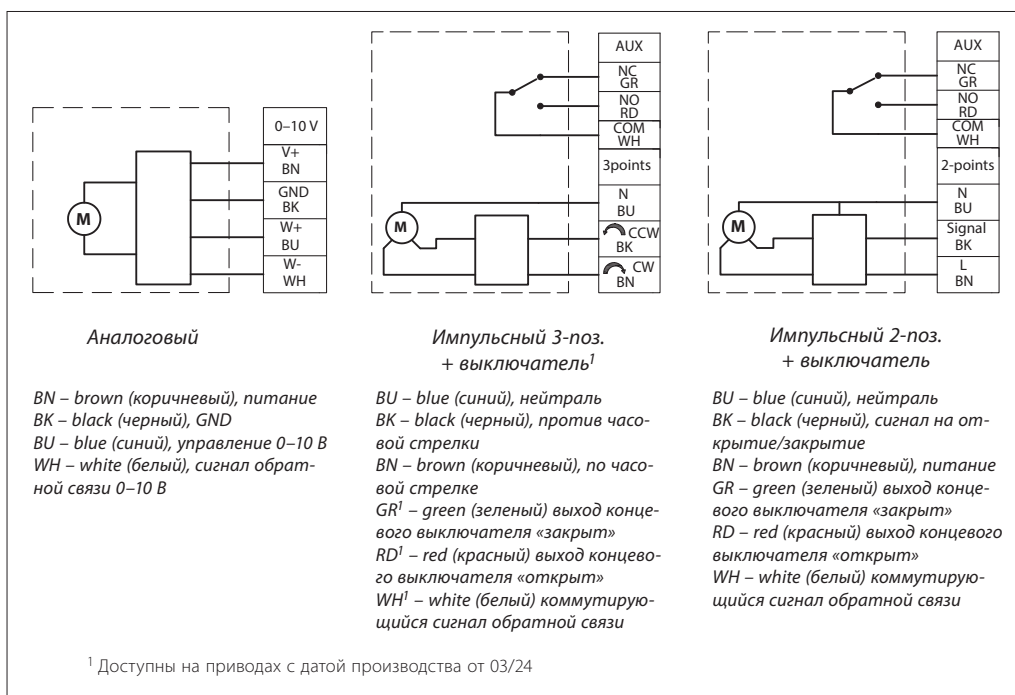 0–10 V
V+
BN
GND
BK
W+
BU
W-
WH
M
Аналоговый
BN – brown (коричневый), питание
BK – black (черный), GND
BU – blue (синий), управление 0–10 В
WH – white (белый), сигнал обрат-
ной связи 0–10 В
AUX
NC
GR
NO
RD
COM
WH
3points
N
BU
CCW
BK
CW
BN
M
Импульсный 3-поз.
+ выключатель¹
BU – blue (синий), нейтраль
BK – black (черный), против часо-
вой стрелки
BN – brown (коричневый), по часо-
вой стрелке
GR¹ – green (зеленый) выход конце-
вого выключателя «закрыт»
RD¹ – red (красный) выход концево-
го выключателя «открыт»
WH¹ – white (белый) коммутирую-
щийся сигнал обратной связи
AUX
NC
GR
NO
RD
COM
WH
2-points
N
BU
Signal
BK
L
BN
M
Импульсный 2-поз.
+ выключатель
BU – blue (синий), нейтраль
BK – black (черный), сигнал на от-
крытие/закрытие
BN – brown (коричневый), питание
GR – green (зеленый) выход конце-
вого выключателя «закрыт»
RD – red (красный) выход концевого
выключателя «открыт»
WH – white (белый) коммутирую-
щийся сигнал обратной связи
¹ Доступны на приводах с датой производства от 03/24